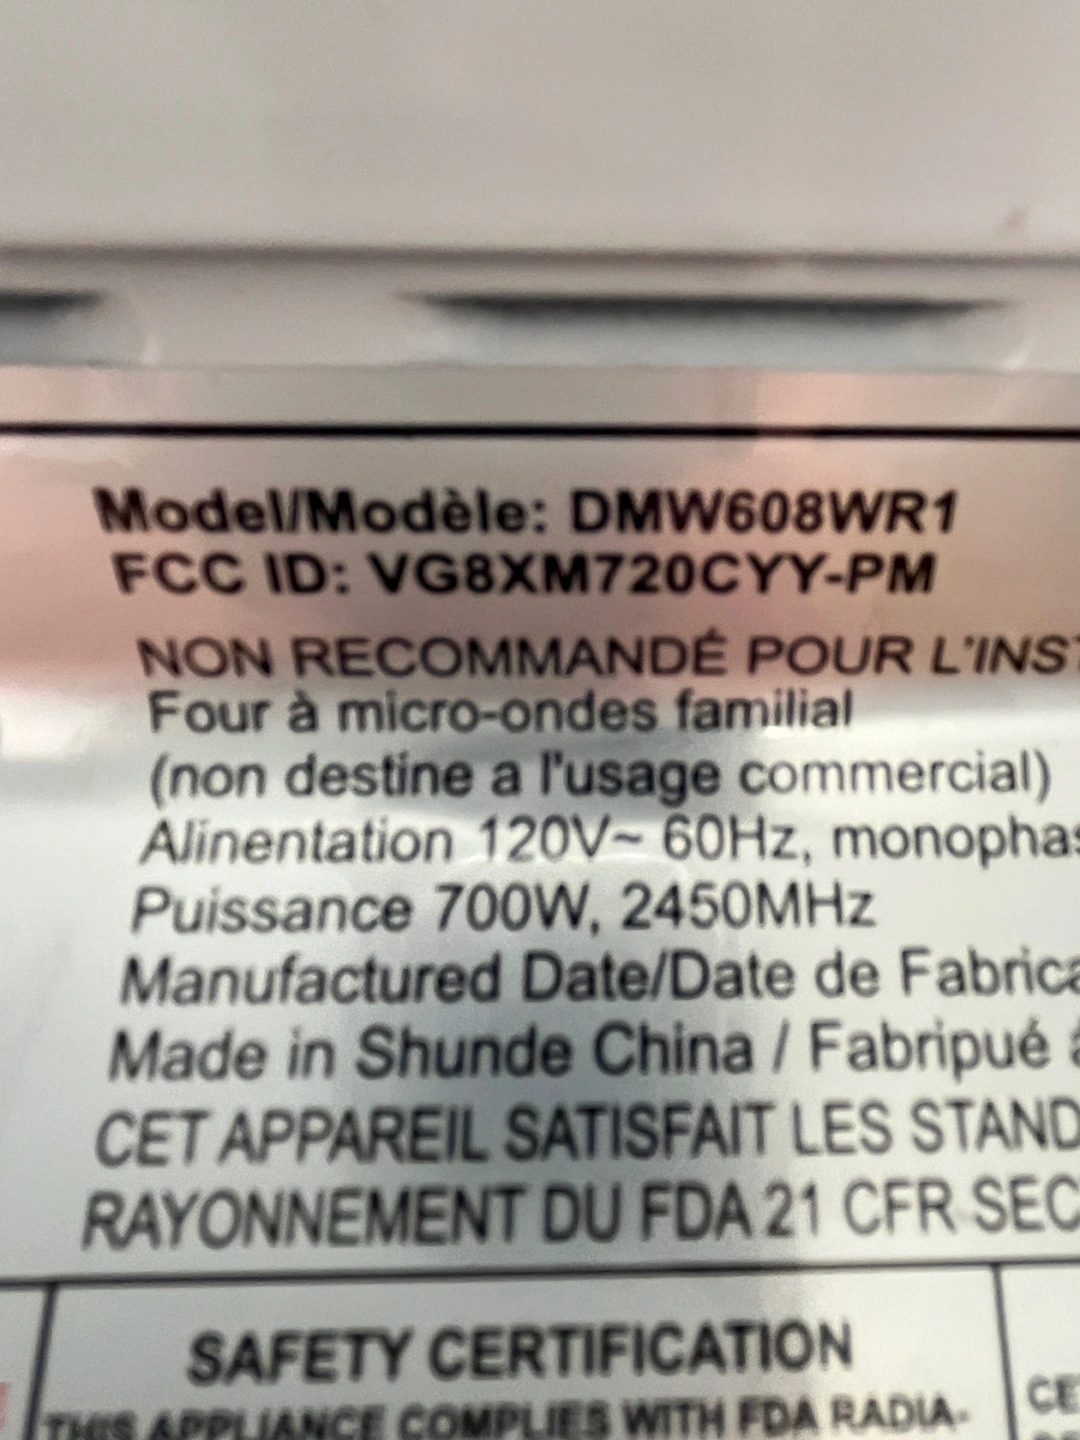 Model/Modèle: DMW608WR1
FCC ID: VG8XM720CYY-PM
NON RECOMMANDÉ POUR L'INST
Four à micro-ondes familial
(non destine a l'usage commercial)
Alinentation 120V~ 60Hz, monophas
Puissance 700W, 2450MHz
Manufactured Date/Date de Fabrica
Made in Shunde China / Fabripué à
CET APPAREIL SATISFAIT LES STAND
RAYONNEMENT DU FDA 21 CFR SEC
SAFETY CERTIFICATION
THIS APPLIANCE COMPLIES WITH FDA RADIA-
CE